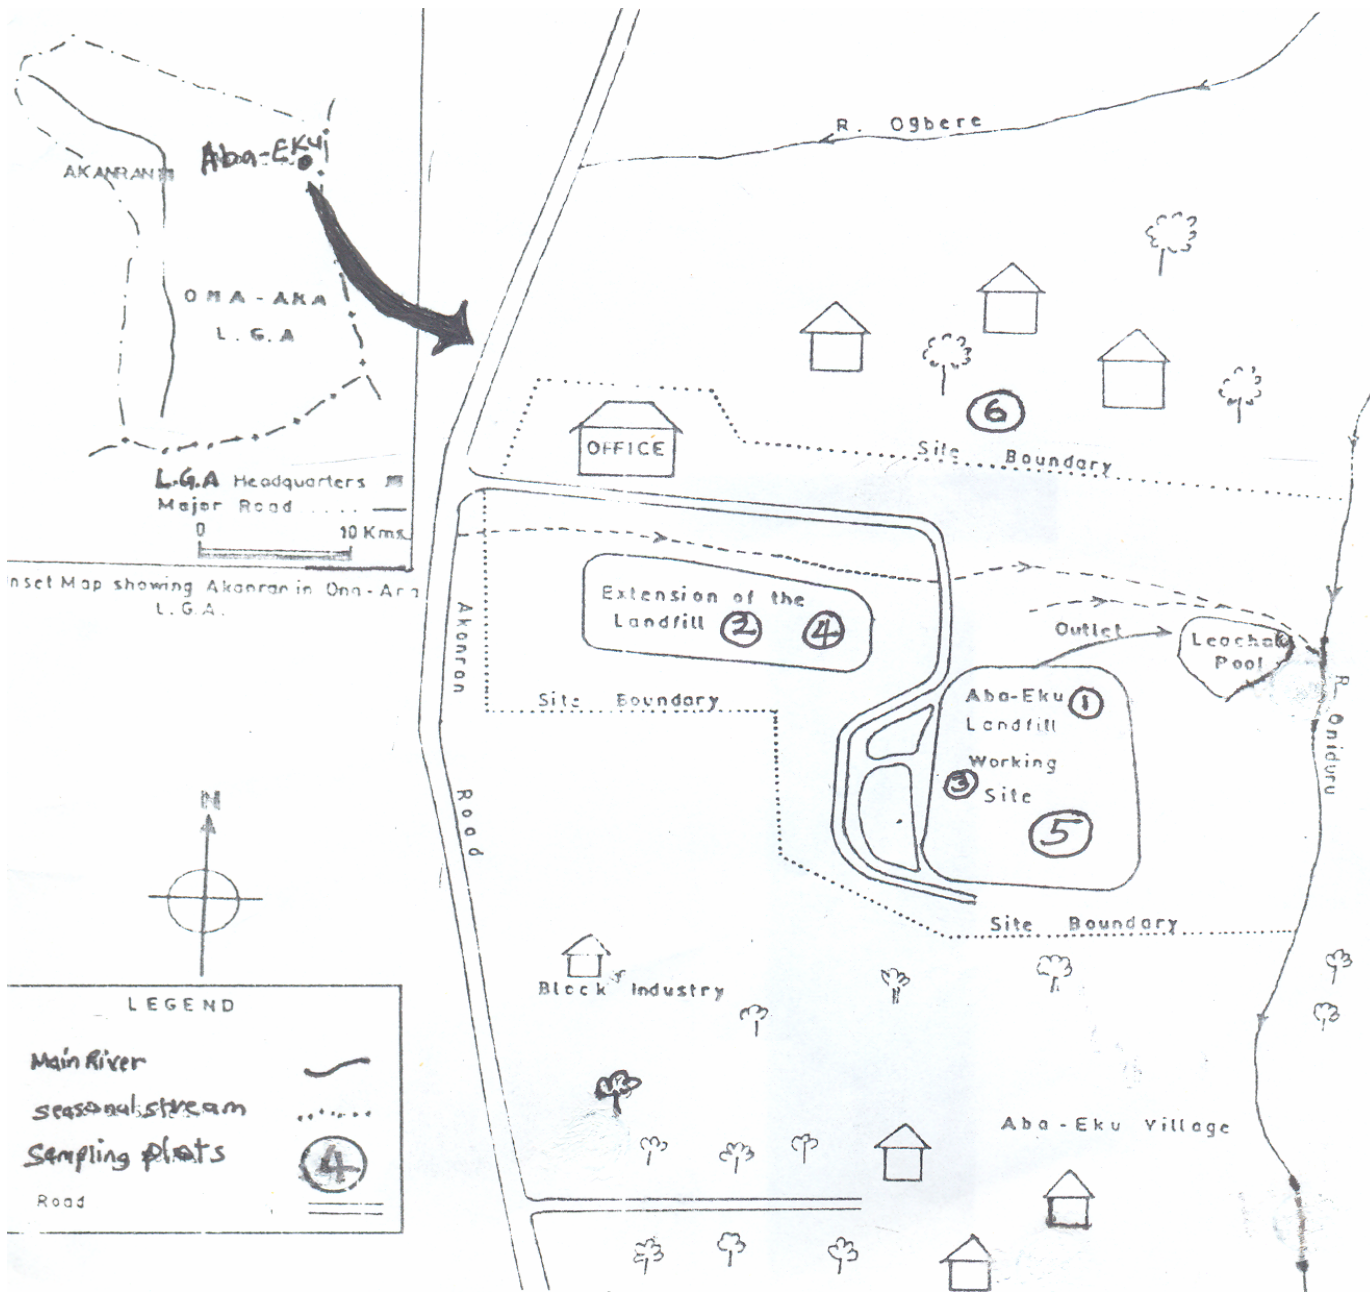 Aba-Eku
AKANRAN
L.G.A
L.G.A Headquarters
Major Road
0 10 Kms
Inset Map showing Akanran in Ona-Ara
L.G.A.
R. Ogbere
6
OFFICE
Site Boundary
Extension of the
Landfill 2 4
Outlet
Leachate
Pool
Site Boundary
Aba-Eku 1
Landfill
Working
3 Site
5
Akanran
Road
R. Oniduru
Site Boundary
N
Block Industry
Aba-Eku Village
LEGEND
Main River
seasonal stream
Sampling plots 4
Road